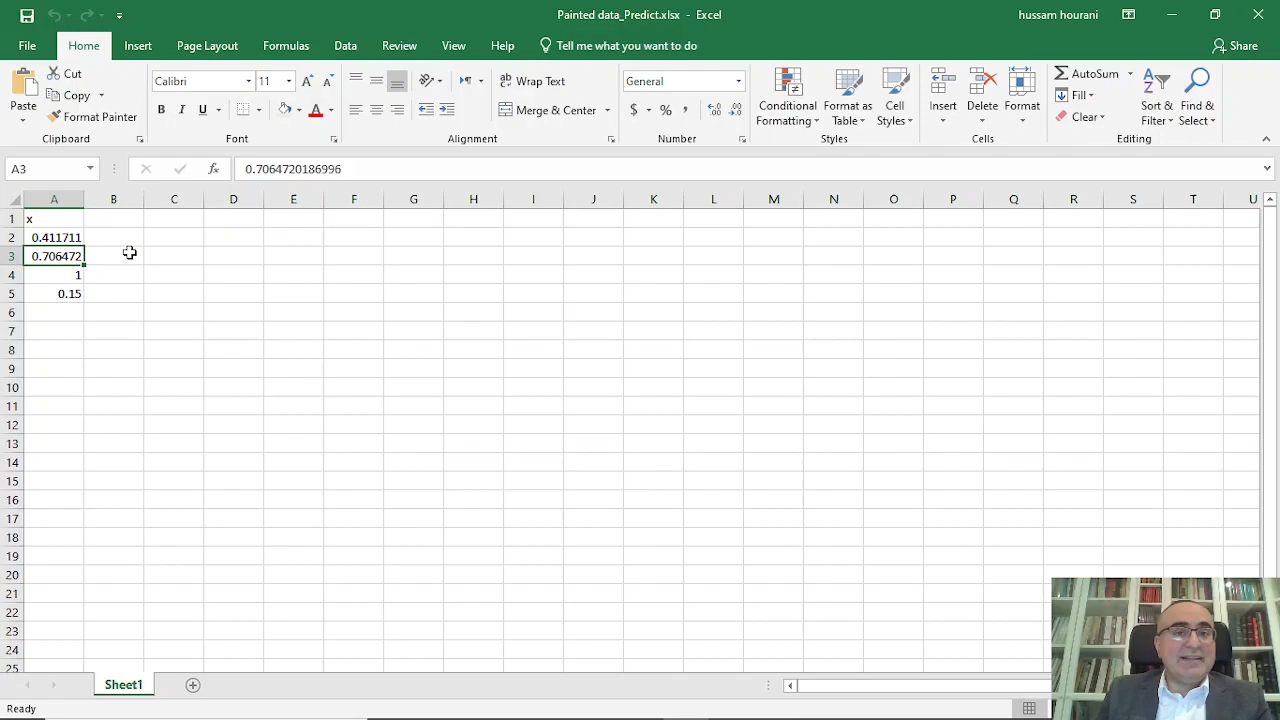 Painted data_Predict.xlsx - Excel
hussam hourani
File Home Insert Page Layout Formulas Data Review View Help Tell me what you want to do Share
Paste
Cut
Copy
Format Painter
Clipboard
Calibri 11
B I U A
Font
Wrap Text
Merge & Center
Alignment
General
$ % ,
Number
Conditional Formatting
Format as Table
Cell Styles
Styles
Insert
Delete
Format
Cells
AutoSum
Fill
Clear
Sort & Filter
Find & Select
Editing
A3 fx 0.7064720186996
A B C D E F G H I J K L M N O P Q R S T U
1 x
2 0.411711
3 0.706472
4 1
5 0.15
6
7
8
9
10
11
12
13
14
15
16
17
18
19
20
21
22
23
24
25
Sheet1
Ready